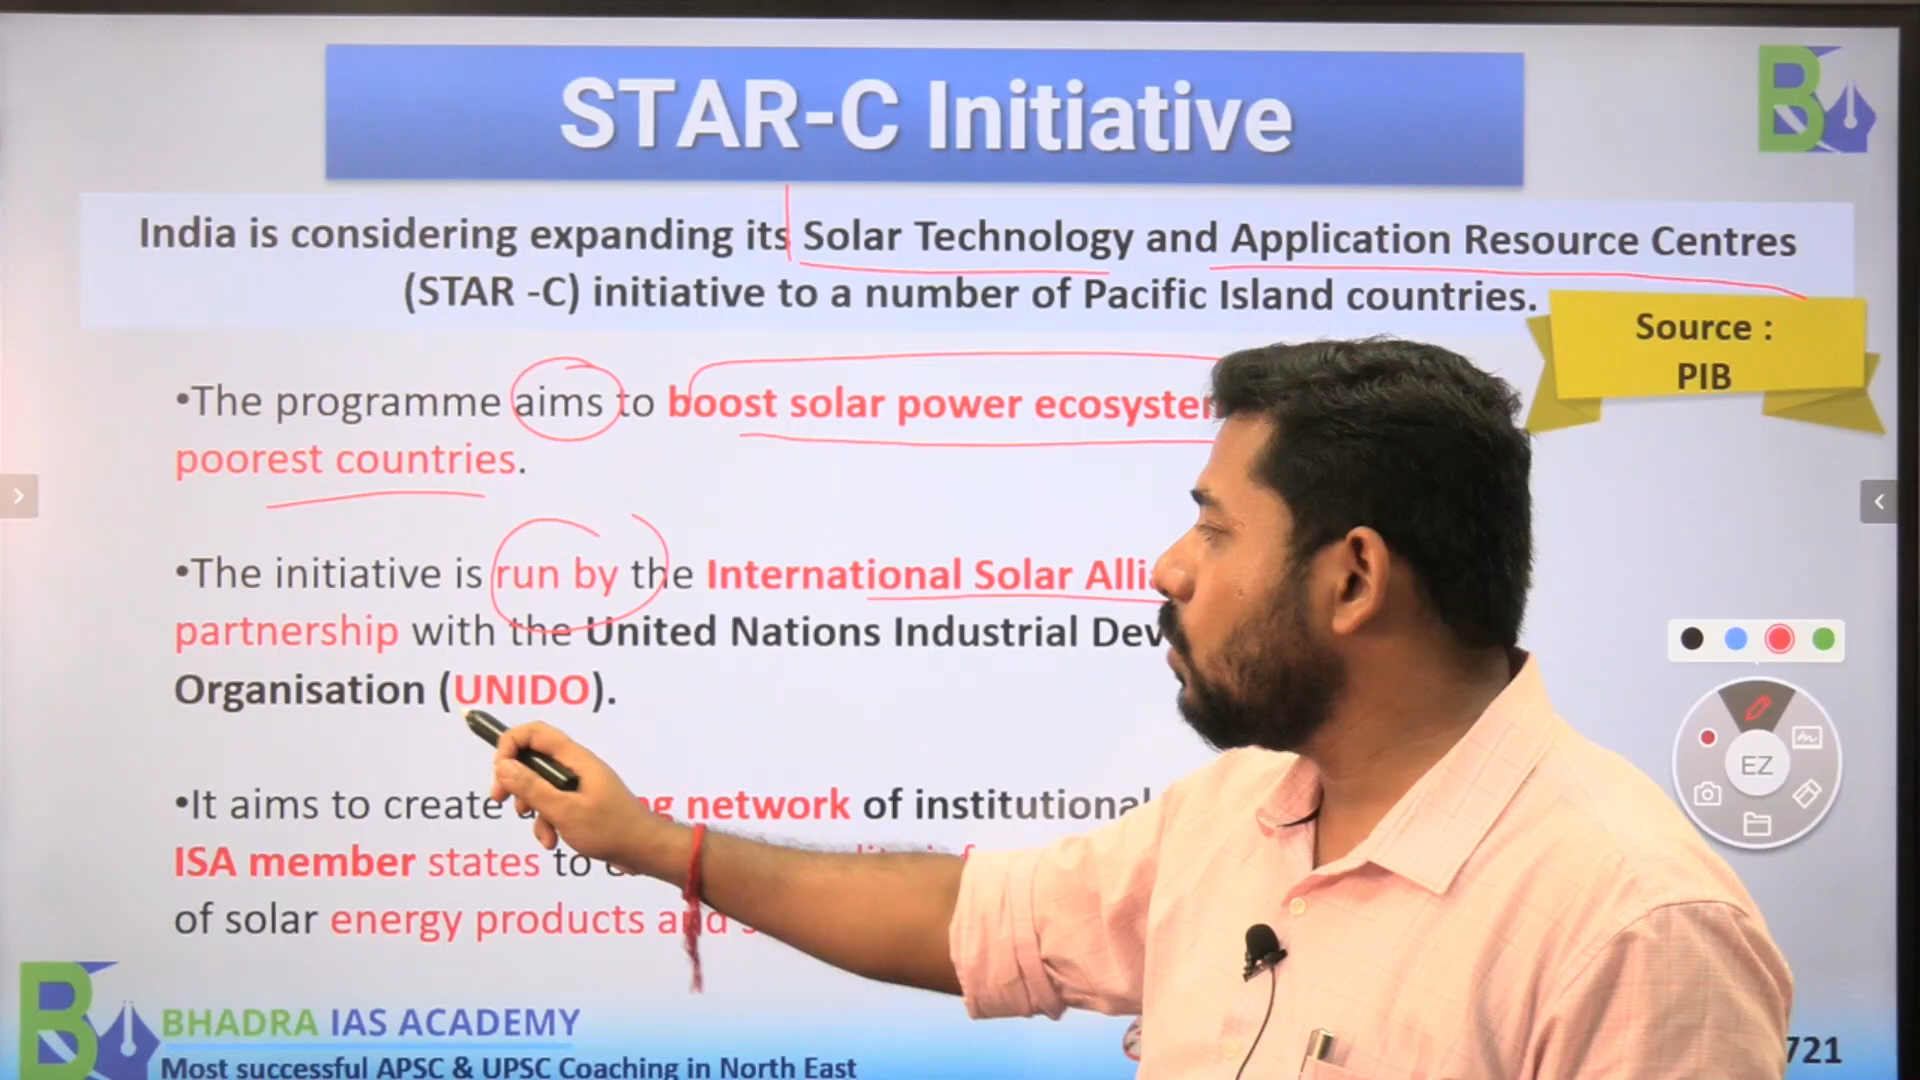 STAR-C Initiative
India is considering expanding its Solar Technology and Application Resource Centres
(STAR -C) initiative to a number of Pacific Island countries.
Source :
PIB
•The programme aims to boost solar power
poorest countries.
•The initiative is run by the International Solar
partnership with the United Nations Industrial
Organisation (UNIDO).
•It aims to create network of institutional
ISA member states to
of solar energy products and
EZ
BHADRA IAS ACADEMY
Most successful APSC & UPSC Coaching in North East
721